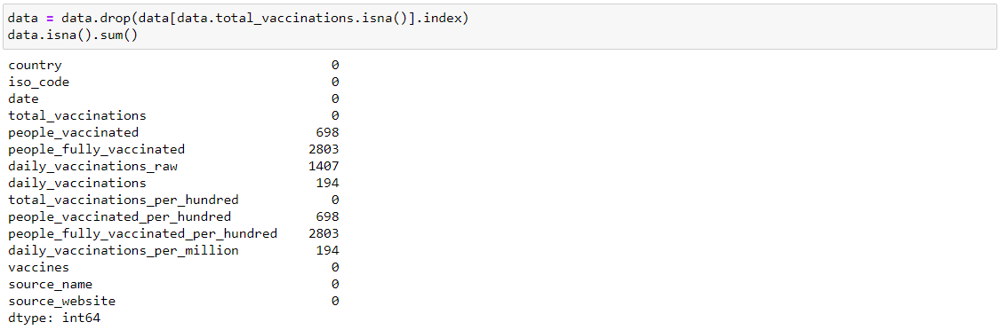 data = data.drop(data[data.total_vaccinations.isna()].index)
data.isna().sum()
country 0
iso_code 0
date 0
total_vaccinations 0
people_vaccinated 698
people_fully_vaccinated 2803
daily_vaccinations_raw 1407
daily_vaccinations 194
total_vaccinations_per_hundred 0
people_vaccinated_per_hundred 698
people_fully_vaccinated_per_hundred 2803
daily_vaccinations_per_million 194
vaccines 0
source_name 0
source_website 0
dtype: int64